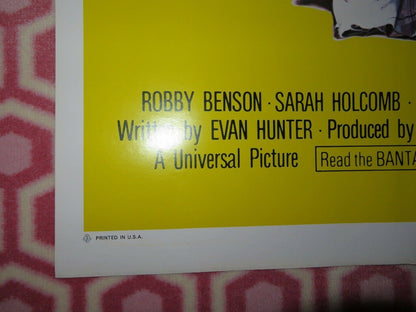 ROBBY BENSON · SARAH HOLCOMB ·
Written by EVAN HUNTER · Produced by
A Universal Picture Read the BANTA
PRINTED IN U.S.A.